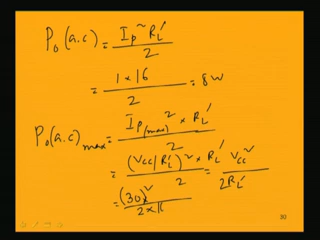 P₀(a.c) = Ip² RL' / 2
= 1×16 / 2 = 8W
P₀(a.c)max = Ip(max)² × RL' / 2
= (Vcc/RL')² × RL' / 2 = Vcc² / 2RL'
= (30)² / 2×16
30